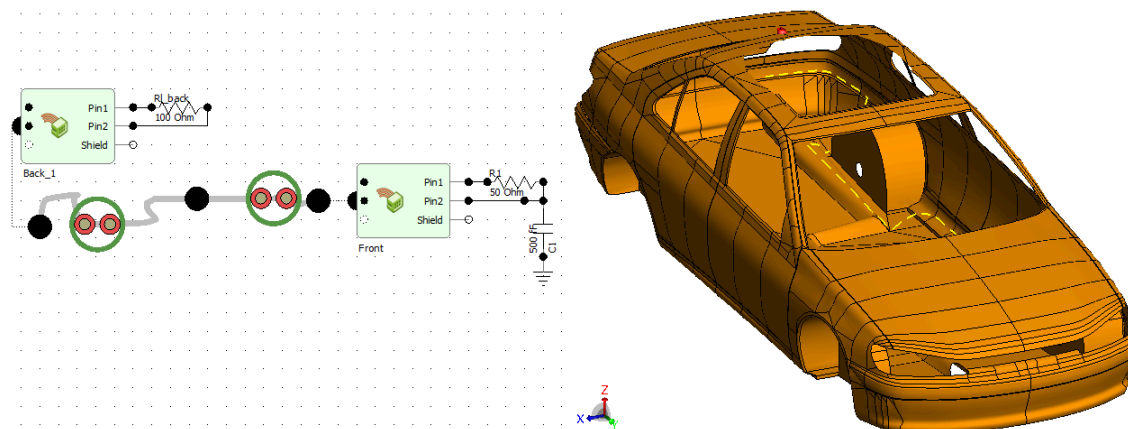 Pin1
Pin2
Shield
Rl_back
100 Ohm
Back_1
Pin1
Pin2
Shield
R1
50 Ohm
500 fF
C1
Front
Z
X
Y